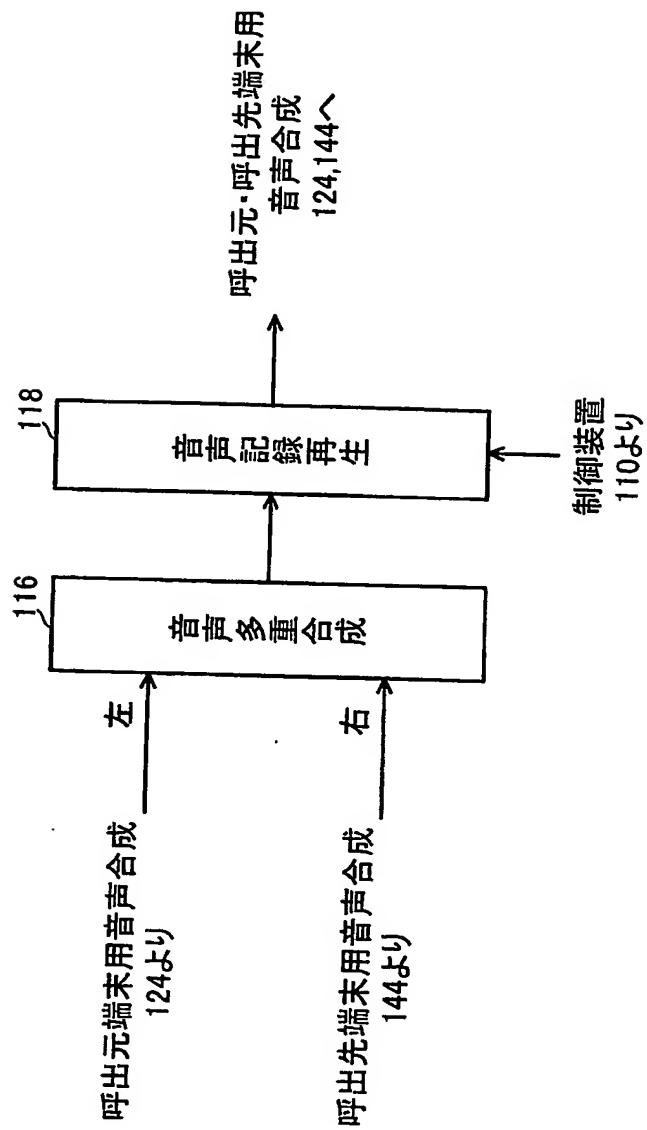 呼出元端末用音声合成
124より
左
呼出先端末用音声合成
144より
右
116
音声多重合成
118
音声記録再生
制御装置
110より
呼出元・呼出先端末用
音声合成
124,144へ